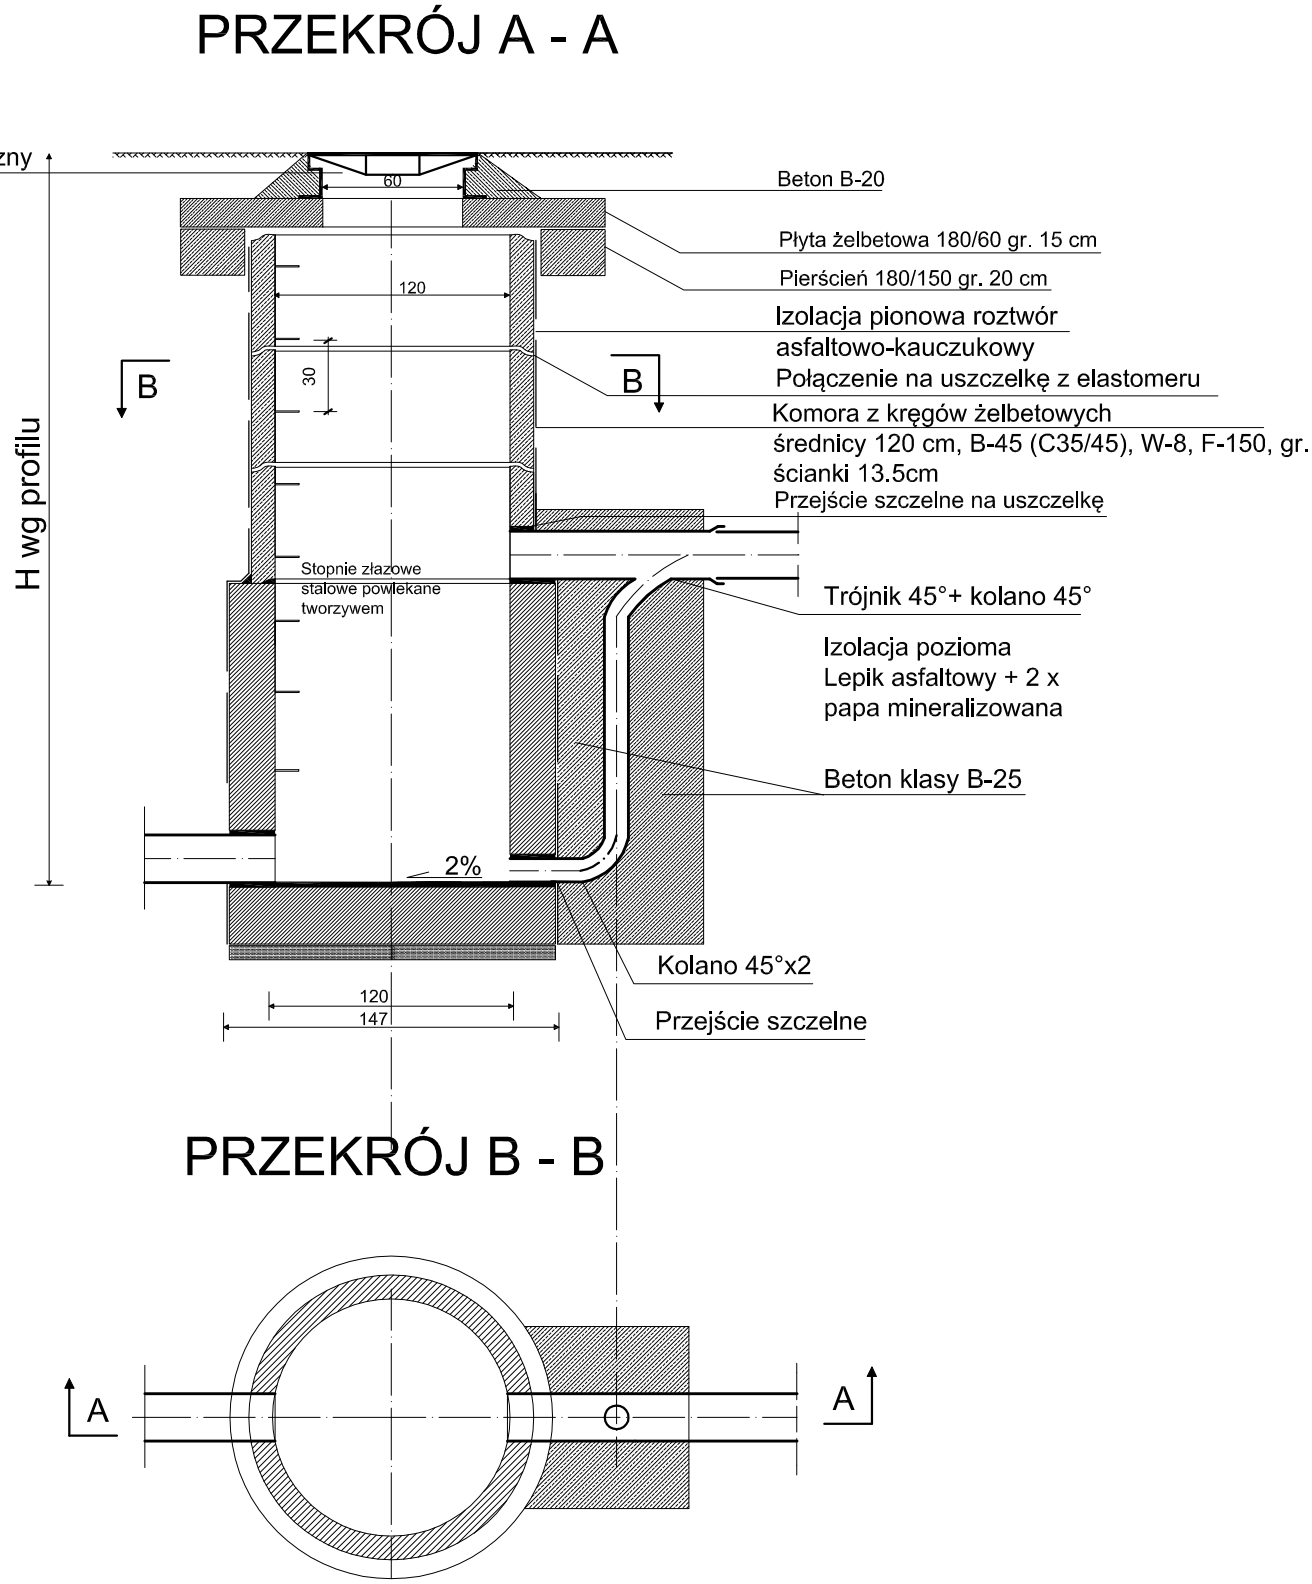 PRZEKRÓJ A - A
zny
60
Beton B-20
Płyta żelbetowa 180/60 gr. 15 cm
Pierścień 180/150 gr. 20 cm
120
Izolacja pionowa roztwór
asfaltowo-kauczukowy
Połączenie na uszczelkę z elastomeru
B
30
B
Komora z kręgów żelbetowych
średnicy 120 cm, B-45 (C35/45), W-8, F-150, gr.
ścianki 13.5cm
Przejście szczelne na uszczelkę
H wg profilu
Stopnie złazowe
stalowe powlekane
tworzywem
Trójnik 45°+ kolano 45°
Izolacja pozioma
Lepik asfaltowy + 2 x
papa mineralizowana
Beton klasy B-25
2%
Kolano 45°x2
120
147
Przejście szczelne
PRZEKRÓJ B - B
A
A